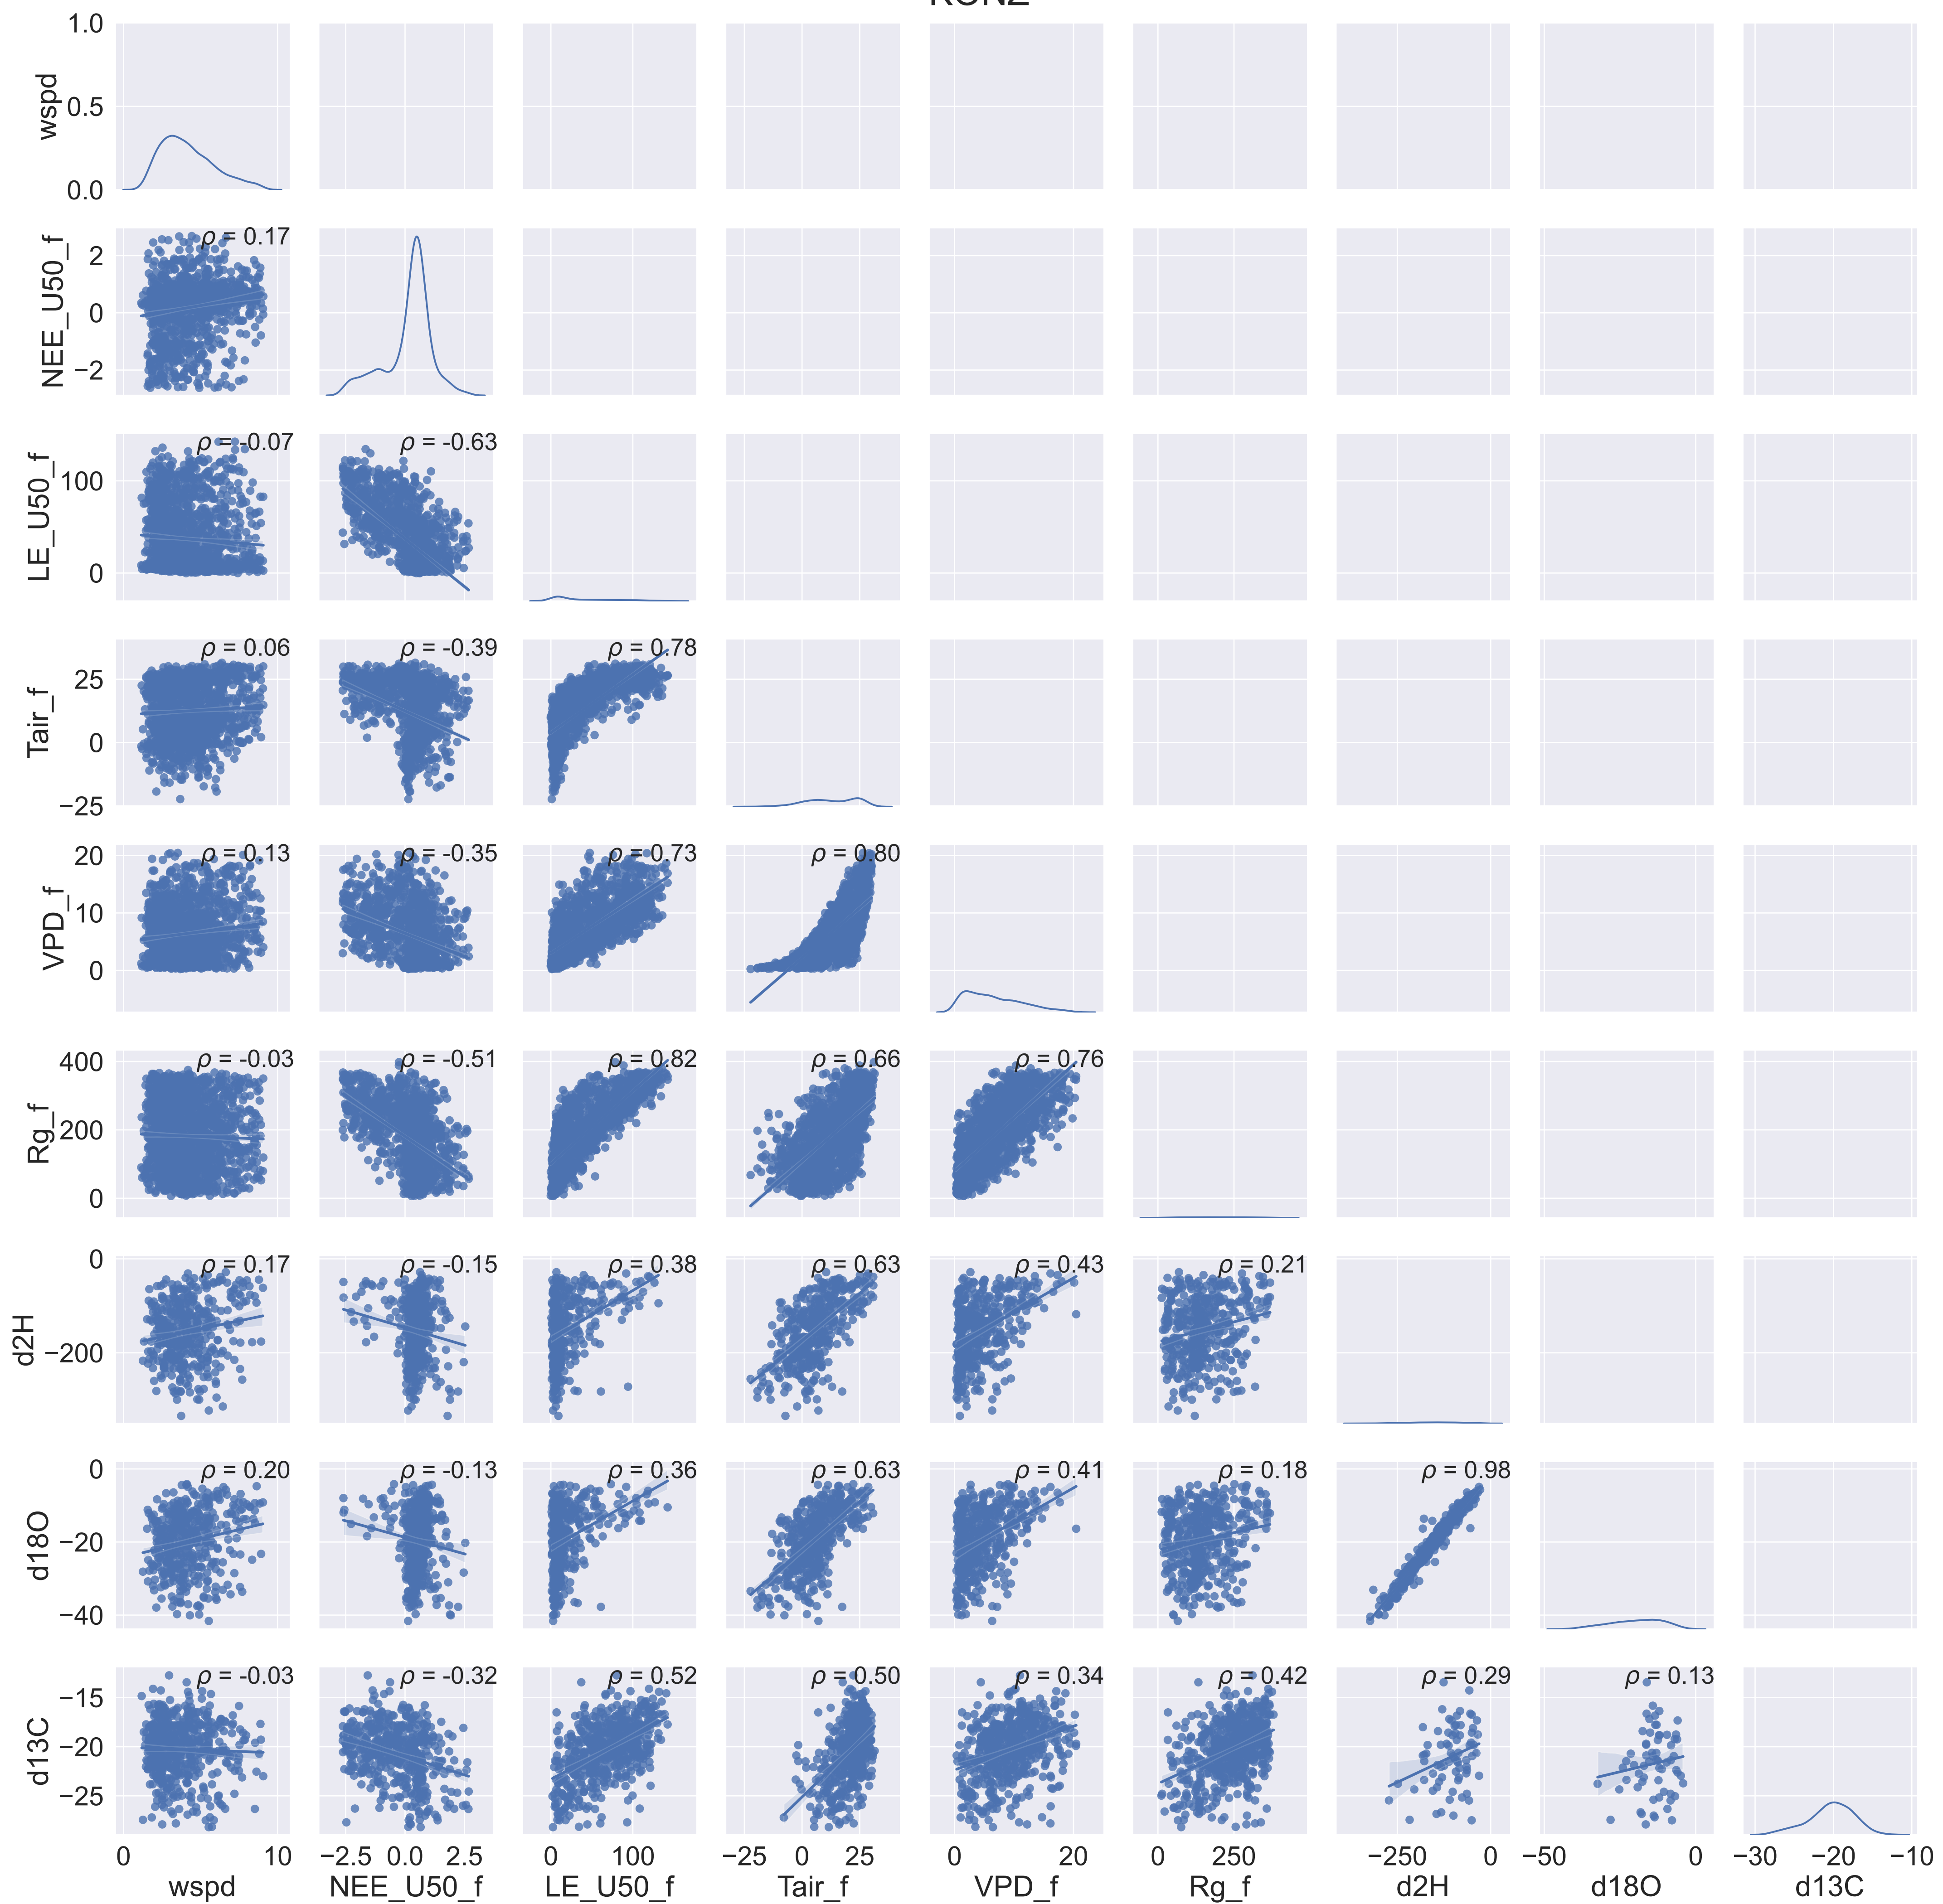 KONZ
1.0
0.5
0.0
wspd
ρ = 0.17
2
0
−2
NEE_U50_f
ρ = -0.07 ρ = -0.63
100
0
LE_U50_f
ρ = 0.06 ρ = -0.39 ρ = 0.78
25
0
−25
Tair_f
ρ = 0.13 ρ = -0.35 ρ = 0.73 ρ = 0.80
20
10
0
VPD_f
ρ = -0.03 ρ = -0.51 ρ = 0.82 ρ = 0.66 ρ = 0.76
400
200
0
Rg_f
ρ = 0.17 ρ = -0.15 ρ = 0.38 ρ = 0.63 ρ = 0.43 ρ = 0.21
0
−200
d2H
ρ = 0.20 ρ = -0.13 ρ = 0.36 ρ = 0.63 ρ = 0.41 ρ = 0.18 ρ = 0.98
0
−20
−40
d18O
ρ = -0.03 ρ = -0.32 ρ = 0.52 ρ = 0.50 ρ = 0.34 ρ = 0.42 ρ = 0.29 ρ = 0.13
−15
−20
−25
d13C
0 10 −2.5 0.0 2.5 0 100 −25 0 25 0 20 0 250 −250 0 −50 0 −30 −20 −10
wspd NEE_U50_f LE_U50_f Tair_f VPD_f Rg_f d2H d18O d13C